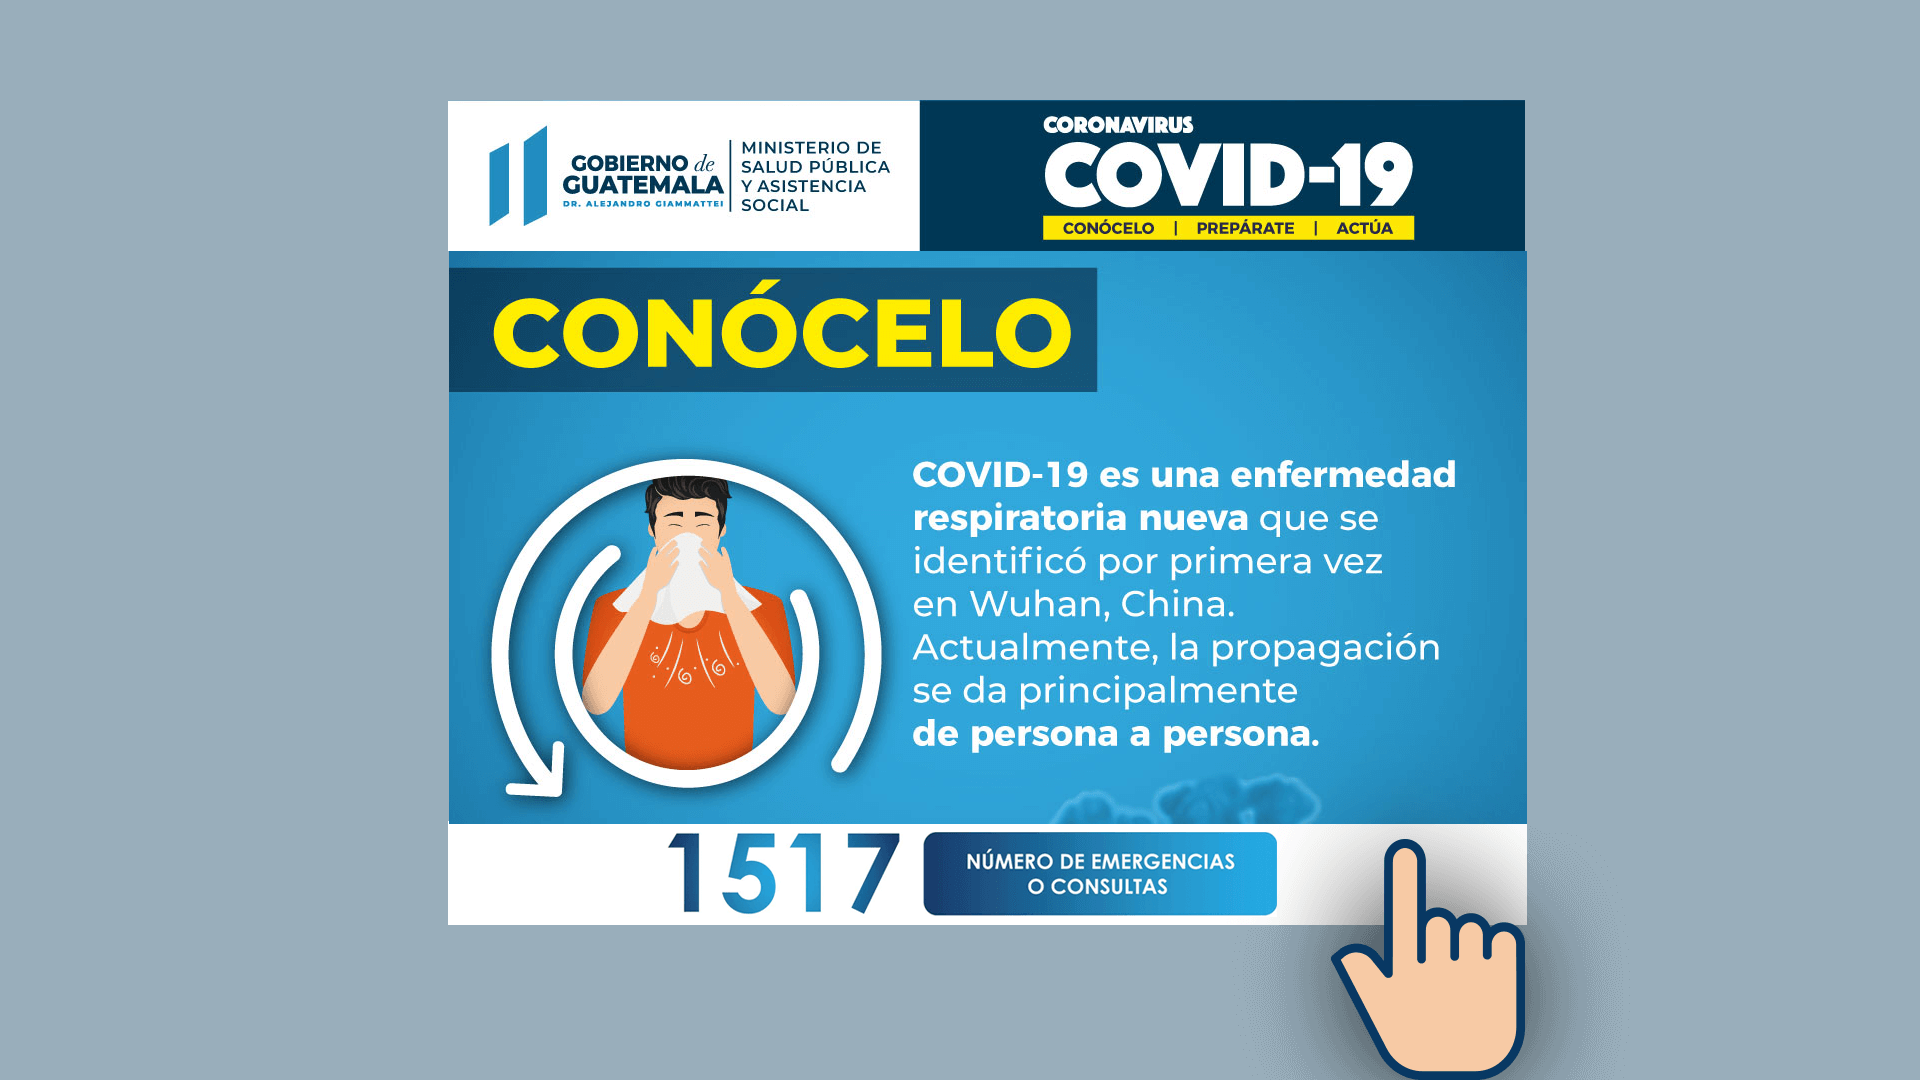 GOBIERNO de
GUATEMALA
DR. ALEJANDRO GIAMMATTEI
MINISTERIO DE
SALUD PÚBLICA
Y ASISTENCIA
SOCIAL
CORONAVIRUS
COVID-19
CONÓCELO | PREPÁRATE | ACTÚA
CONÓCELO
COVID-19 es una enfermedad
respiratoria nueva que se
identificó por primera vez
en Wuhan, China.
Actualmente, la propagación
se da principalmente
de persona a persona.
1517
NÚMERO DE EMERGENCIAS
O CONSULTAS